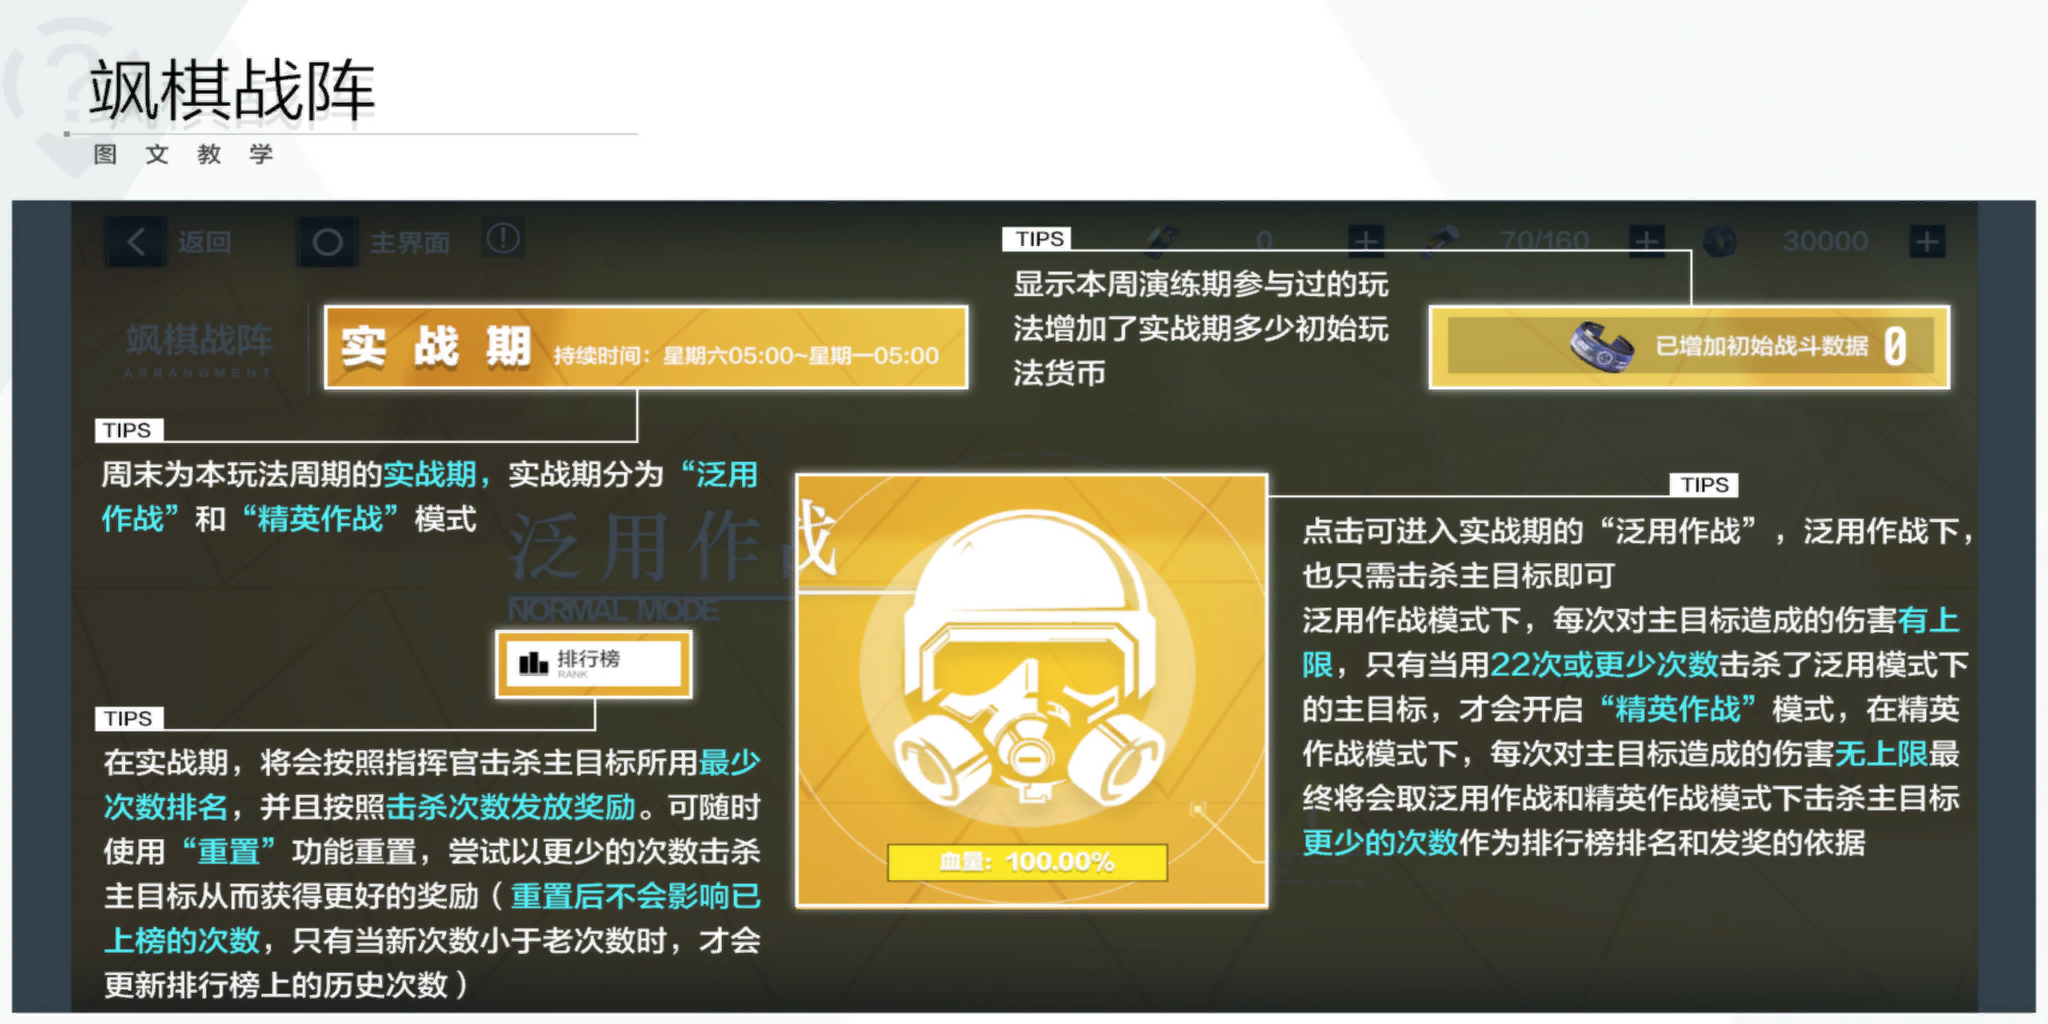 飒棋战阵
图文教学
返回
主界面
0
70/160
30000
飒棋战阵
ARRANGMENT
实战期 持续时间：星期六05:00~星期一05:00
TIPS
显示本周演练期参与过的玩
法增加了实战期多少初始玩
法货币
已增加初始战斗数据 0
TIPS
周末为本玩法周期的实战期，实战期分为“泛用
作战”和“精英作战”模式
泛用作战
NORMAL MODE
排行榜
RANK
TIPS
在实战期，将会按照指挥官击杀主目标所用最少
次数排名，并且按照击杀次数发放奖励。可随时
使用“重置”功能重置，尝试以更少的次数击杀
主目标从而获得更好的奖励（重置后不会影响已
上榜的次数，只有当新次数小于老次数时，才会
更新排行榜上的历史次数）
血量：100.00%
TIPS
点击可进入实战期的“泛用作战”，泛用作战下，
也只需击杀主目标即可
泛用作战模式下，每次对主目标造成的伤害有上
限，只有当用22次或更少次数击杀了泛用模式下
的主目标，才会开启“精英作战”模式，在精英
作战模式下，每次对主目标造成的伤害无上限最
终将会取泛用作战和精英作战模式下击杀主目标
更少的次数作为排行榜排名和发奖的依据